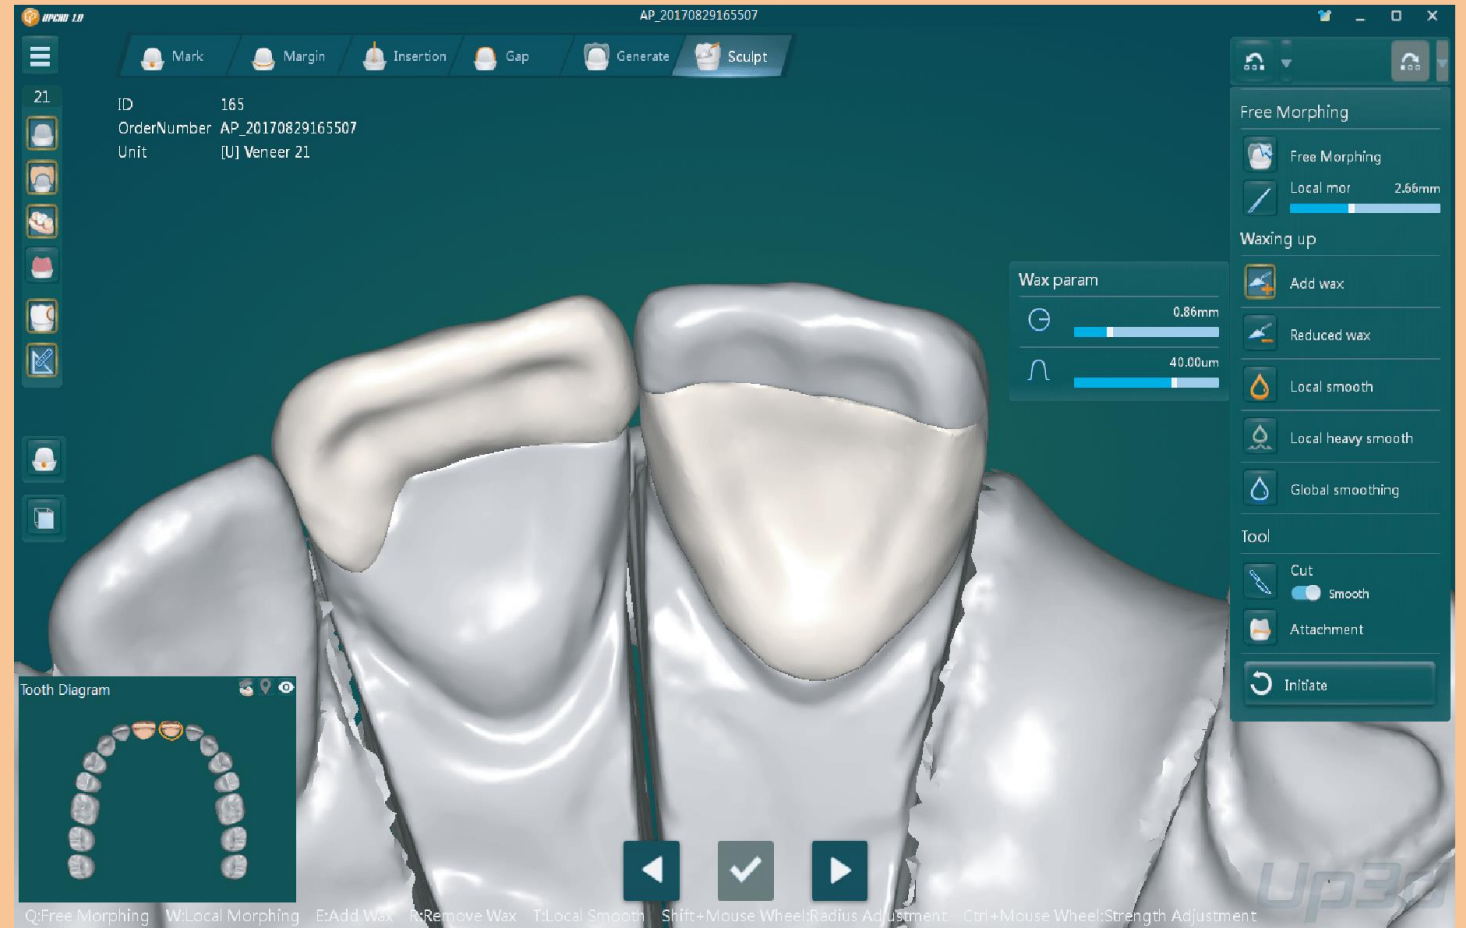 UPCAD 1.0
AP_20170829165507
Mark
Margin
Insertion
Gap
Generate
Sculpt
21
ID 165
OrderNumber AP_20170829165507
Unit [U] Veneer 21
Free Morphing
Free Morphing
Local mor 2.66mm
Waxing up
Add wax
Reduced wax
Local smooth
Local heavy smooth
Global smoothing
Tool
Cut
Smooth
Attachment
Initiate
Wax param
0.86mm
40.00um
Tooth Diagram
Q:Free Morphing W:Local Morphing E:Add Wax R:Remove Wax T:Local Smooth Shift+Mouse Wheel:Radius Adjustment Ctrl+Mouse Wheel:Strength Adjustment
Up3d